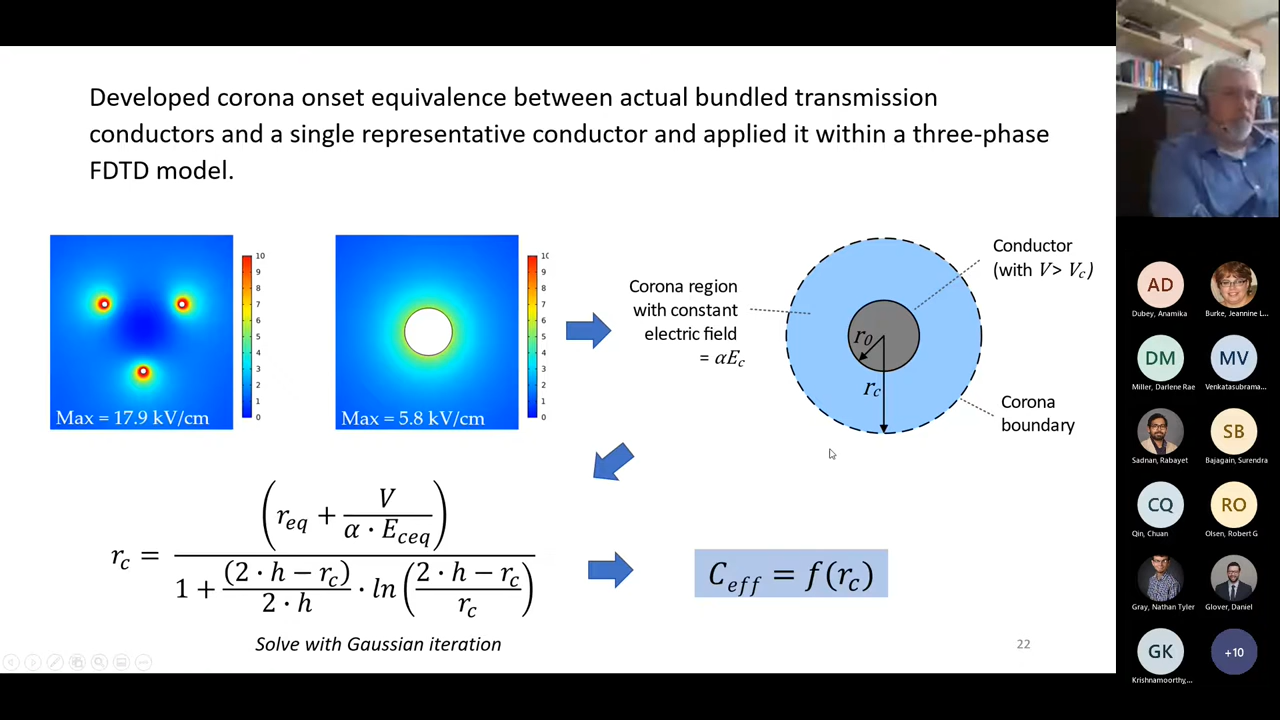 Developed corona onset equivalence between actual bundled transmission
conductors and a single representative conductor and applied it within a three-phase
FDTD model.
10
9
8
7
6
5
4
3
2
1
0
Max = 17.9 kV/cm
10
9
8
7
6
5
4
3
2
1
0
Max = 5.8 kV/cm
Corona region
with constant
electric field
= αE_c
Conductor
(with V> V_c)
r_0
r_c
Corona
boundary
r_c = (r_eq + V / (α · E_ceq)) / (1 + (2 · h − r_c) / (2 · h) · ln((2 · h − r_c) / r_c))
C_eff = f(r_c)
Solve with Gaussian iteration
22
AD
Dubey, Anamika
Burke, Jeannine L...
DM
Miller, Darlene Rae
MV
Venkatasubrama...
Sadnan, Rabayet
SB
Bajagain, Surendra
CQ
Qin, Chuan
RO
Olsen, Robert G
Gray, Nathan Tyler
Glover, Daniel
GK
Krishnamoorthy,...
+10